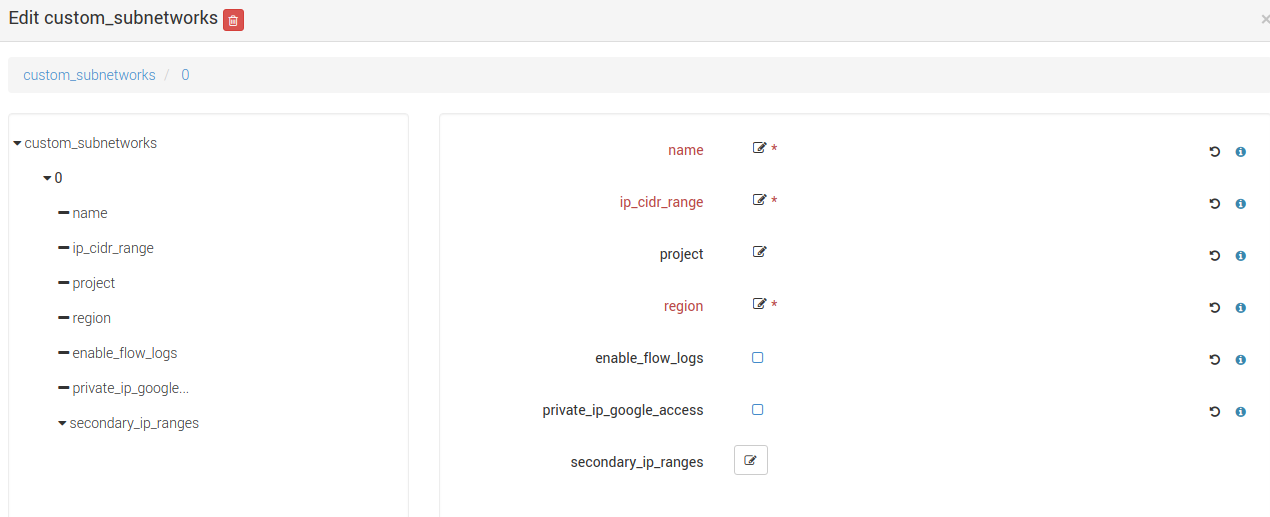 Edit custom_subnetworks
custom_subnetworks / 0
custom_subnetworks
0
name
ip_cidr_range
project
region
enable_flow_logs
private_ip_google...
secondary_ip_ranges
name *
ip_cidr_range *
project
region *
enable_flow_logs
private_ip_google_access
secondary_ip_ranges